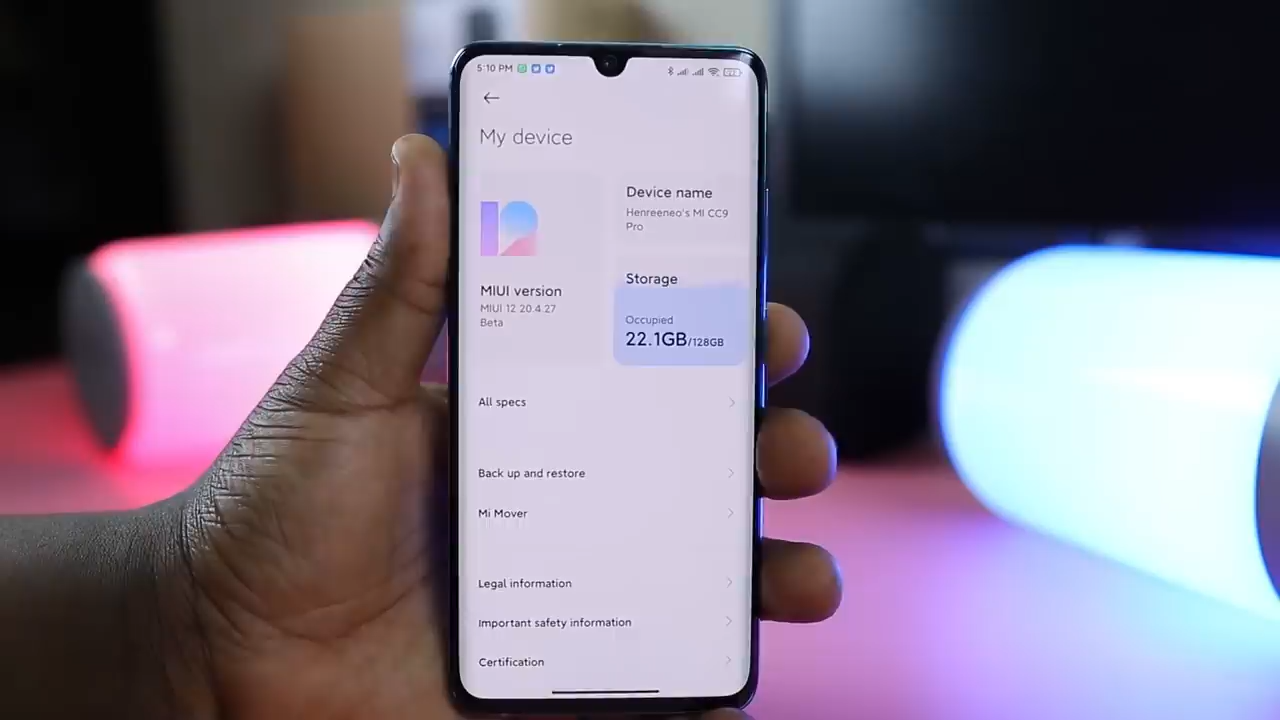 5:10 PM
My device
Device name
Henreeneo's MI CC9
Pro
MIUI version
MIUI 12 20.4.27
Beta
Storage
Occupied
22.1GB/128GB
All specs
Back up and restore
Mi Mover
Legal information
Important safety information
Certification